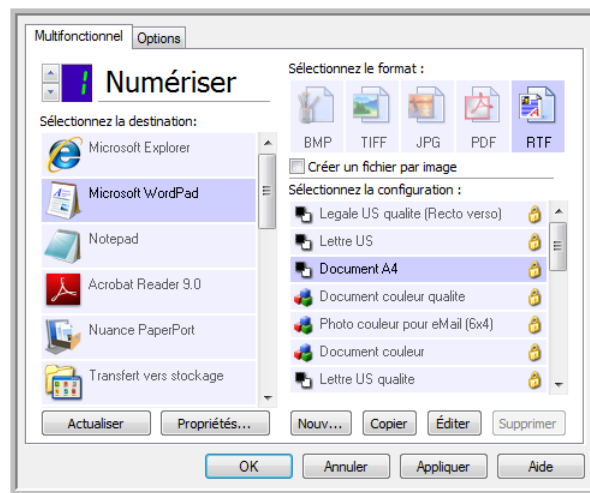 Multifonctionnel Options
1 Numériser
Sélectionnez la destination:
Microsoft Explorer
Microsoft WordPad
Notepad
Acrobat Reader 9.0
Nuance PaperPort
Transfert vers stockage
Actualiser Propriétés...
Sélectionnez le format :
BMP TIFF JPG PDF RTF
Créer un fichier par image
Sélectionnez la configuration :
Legale US qualite (Recto verso)
Lettre US
Document A4
Document couleur qualite
Photo couleur pour eMail (6x4)
Document couleur
Lettre US qualite
Nouv... Copier Éditer Supprimer
OK Annuler Appliquer Aide